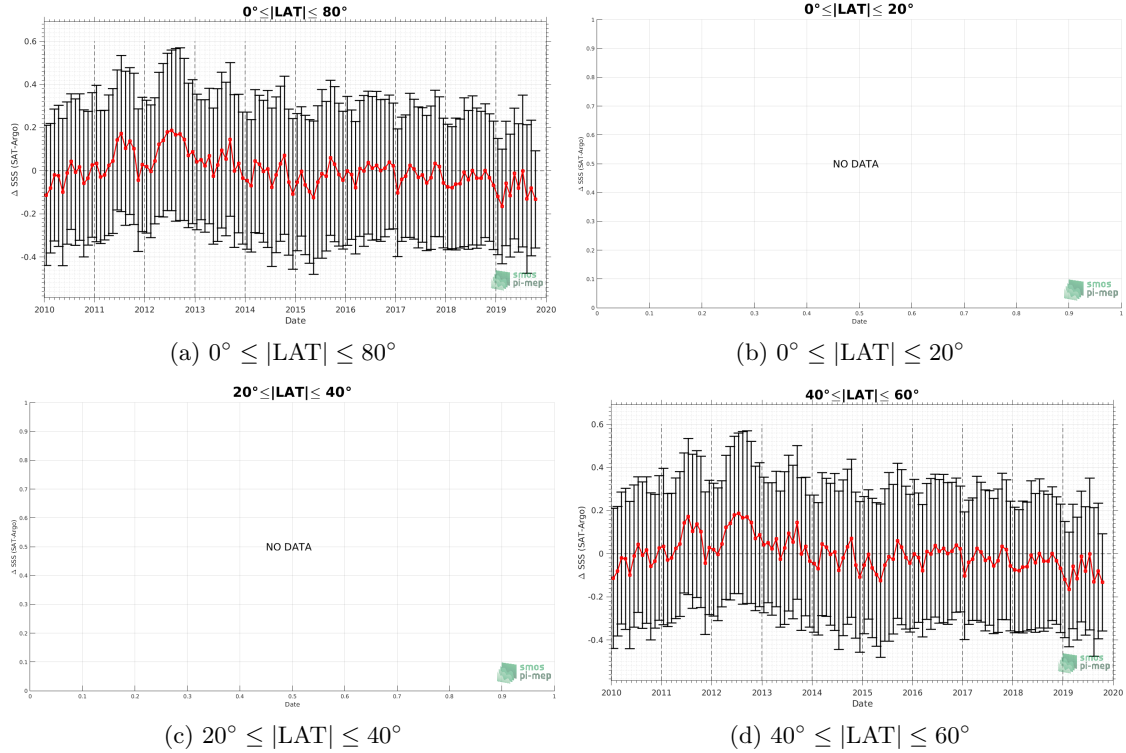 0°≤|LAT|≤ 80°
0.6
0.4
0.2
0
-0.2
-0.4
Δ SSS (SAT-Argo)
2010 2011 2012 2013 2014 2015 2016 2017 2018 2019 2020
Date
smos
pi-mep
(a) 0° ≤ |LAT| ≤ 80°
0°≤|LAT|≤ 20°
1
0.9
0.8
0.7
0.6
0.5
0.4
0.3
0.2
0.1
0
Δ SSS (SAT-Argo)
NO DATA
0 0.1 0.2 0.3 0.4 0.5 0.6 0.7 0.8 0.9 1
Date
smos
pi-mep
(b) 0° ≤ |LAT| ≤ 20°
20°≤|LAT|≤ 40°
1
0.9
0.8
0.7
0.6
0.5
0.4
0.3
0.2
0.1
0
Δ SSS (SAT-Argo)
NO DATA
0 0.1 0.2 0.3 0.4 0.5 0.6 0.7 0.8 0.9 1
Date
smos
pi-mep
(c) 20° ≤ |LAT| ≤ 40°
40°≤|LAT|≤ 60°
0.6
0.4
0.2
0
-0.2
-0.4
Δ SSS (SAT-Argo)
2010 2011 2012 2013 2014 2015 2016 2017 2018 2019 2020
Date
smos
pi-mep
(d) 40° ≤ |LAT| ≤ 60°